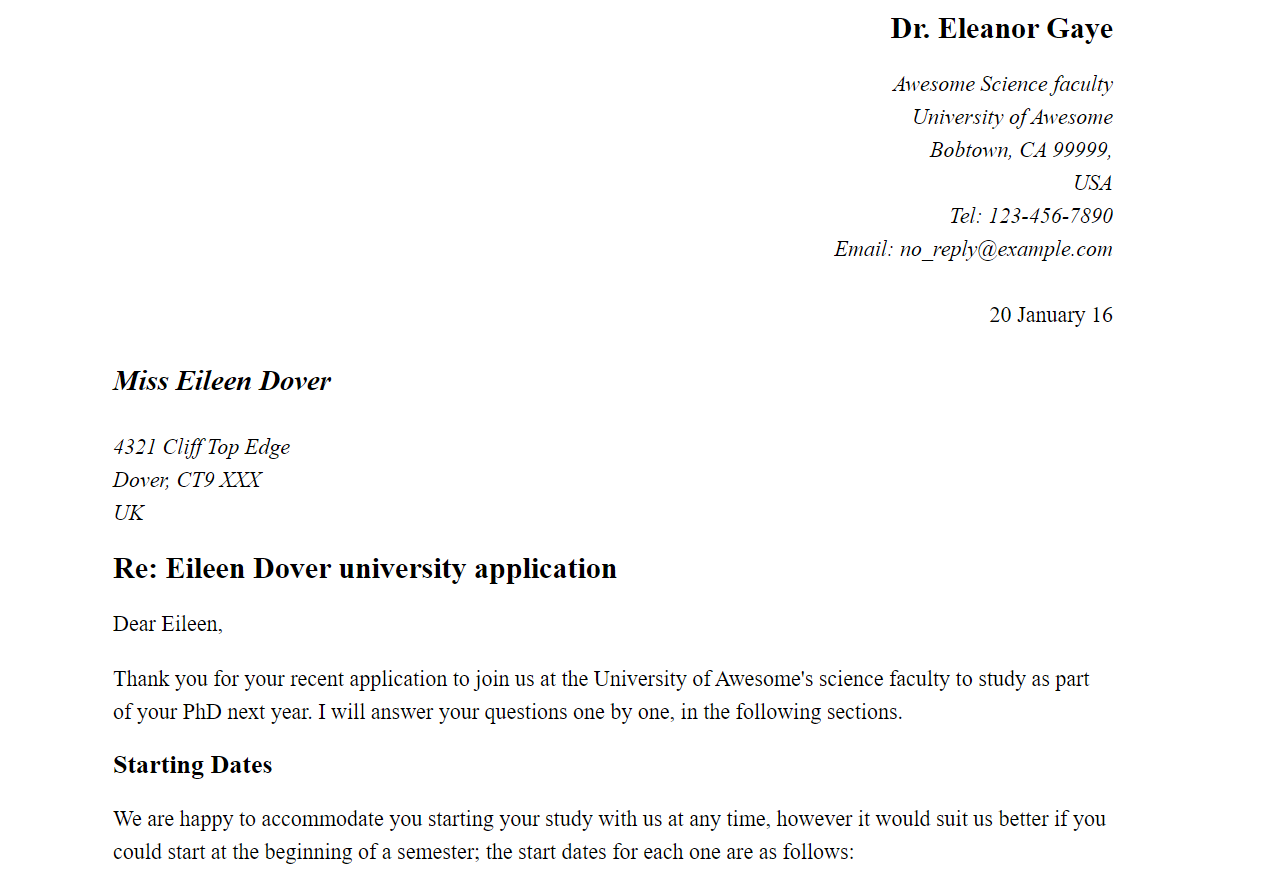 Dr. Eleanor Gaye
Awesome Science faculty
University of Awesome
Bobtown, CA 99999,
USA
Tel: 123-456-7890
Email: no_reply@example.com
20 January 16
Miss Eileen Dover
4321 Cliff Top Edge
Dover, CT9 XXX
UK
Re: Eileen Dover university application
Dear Eileen,
Thank you for your recent application to join us at the University of Awesome's science faculty to study as part
of your PhD next year. I will answer your questions one by one, in the following sections.
Starting Dates
We are happy to accommodate you starting your study with us at any time, however it would suit us better if you
could start at the beginning of a semester; the start dates for each one are as follows: